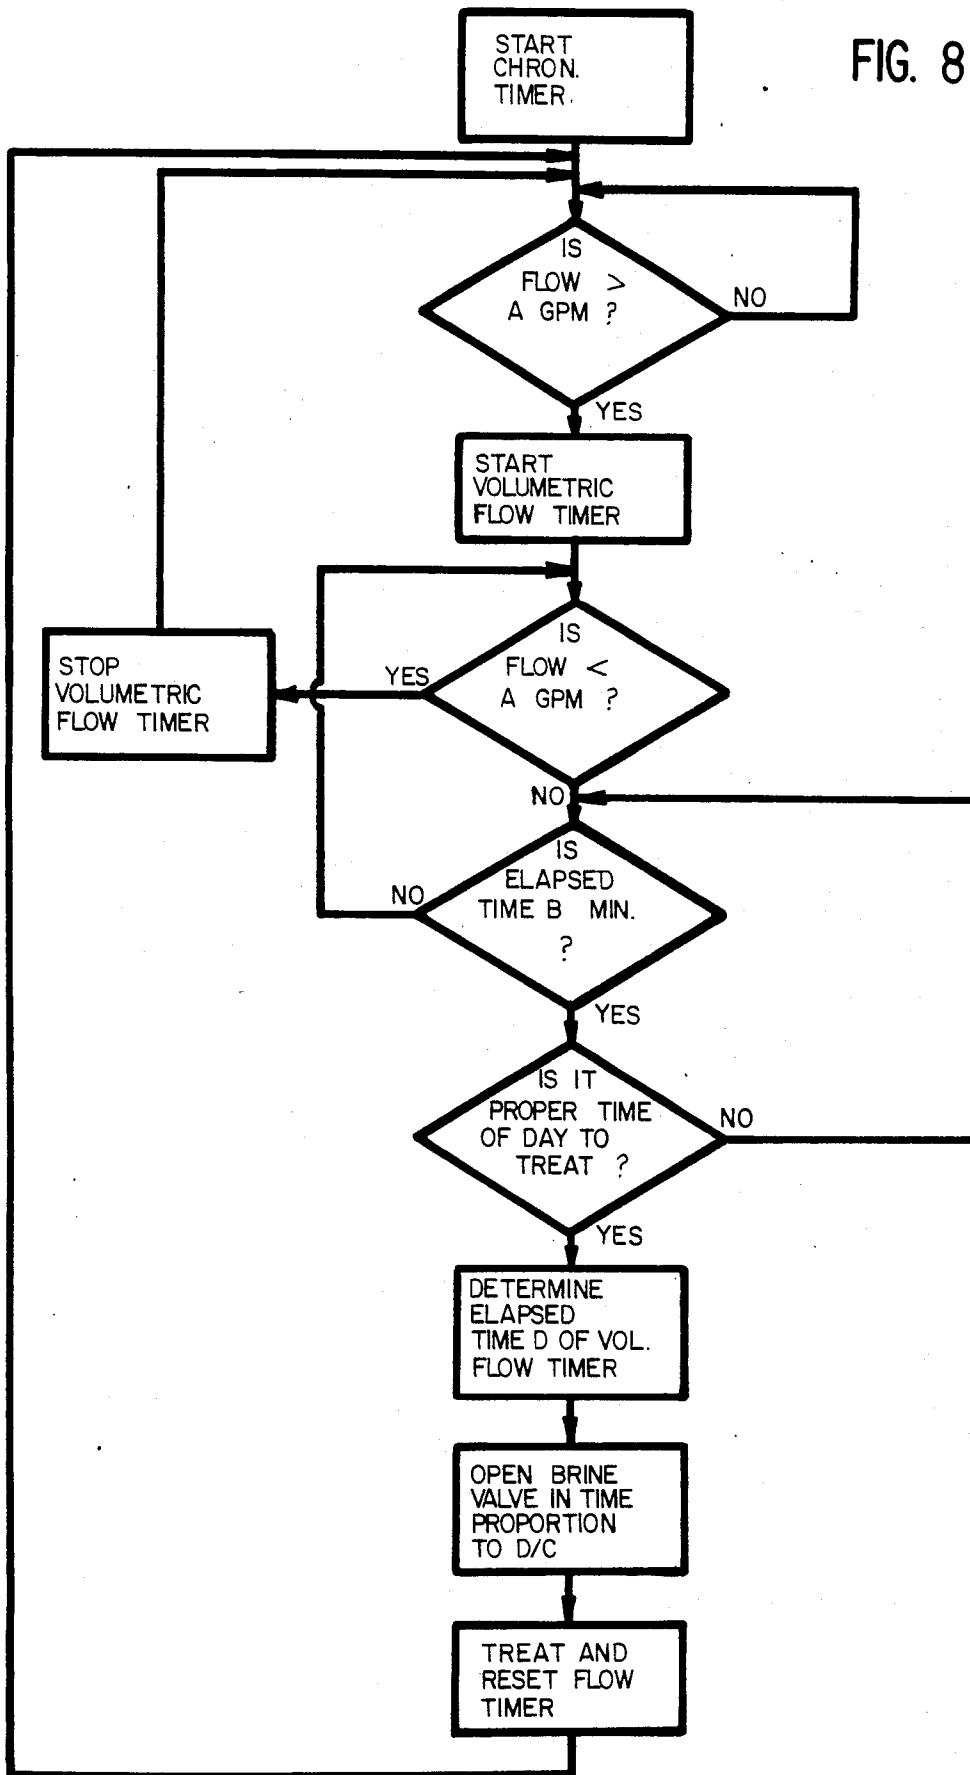 FIG. 8
START
CHRON.
TIMER.
IS
FLOW >
A GPM ?
NO
YES
START
VOLUMETRIC
FLOW TIMER
IS
FLOW <
A GPM ?
YES
STOP
VOLUMETRIC
FLOW TIMER
NO
IS
ELAPSED
TIME B MIN.
?
NO
YES
IS IT
PROPER TIME
OF DAY TO
TREAT ?
NO
YES
DETERMINE
ELAPSED
TIME D OF VOL.
FLOW TIMER
OPEN BRINE
VALVE IN TIME
PROPORTION
TO D/C
TREAT AND
RESET FLOW
TIMER